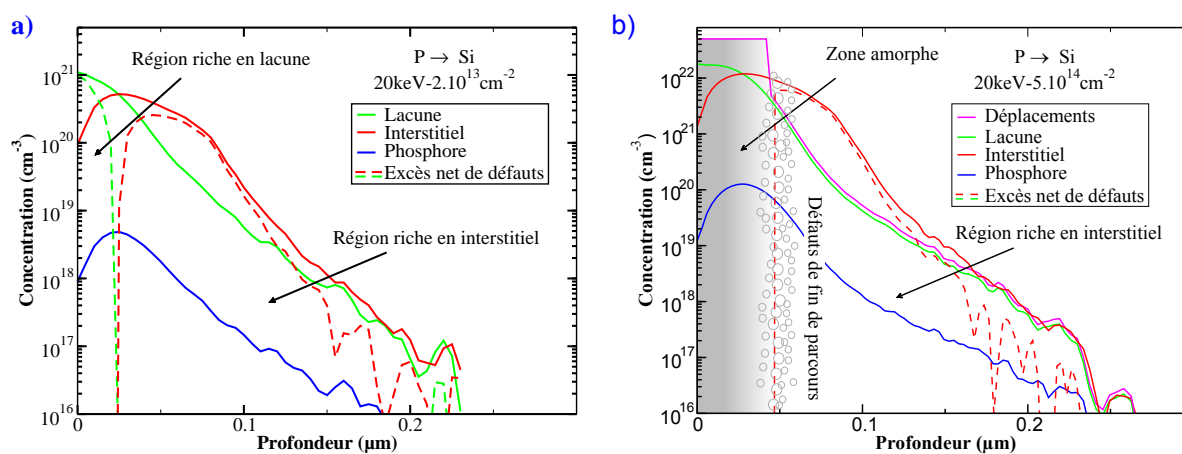 a)
Concentration (cm⁻³)
10²¹
10²⁰
10¹⁹
10¹⁸
10¹⁷
10¹⁶
Région riche en lacune
P → Si
20keV-2.10¹³cm⁻²
Lacune
Interstitiel
Phosphore
Excès net de défauts
Région riche en interstitiel
0
0.1
0.2
Profondeur (µm)
b)
Concentration (cm⁻³)
10²²
10²¹
10²⁰
10¹⁹
10¹⁸
10¹⁷
10¹⁶
Zone amorphe
P → Si
20keV-5.10¹⁴cm⁻²
Déplacements
Lacune
Interstitiel
Phosphore
Excès net de défauts
Défauts de fin de parcours
Région riche en interstitiel
0
0.1
0.2
Profondeur (µm)